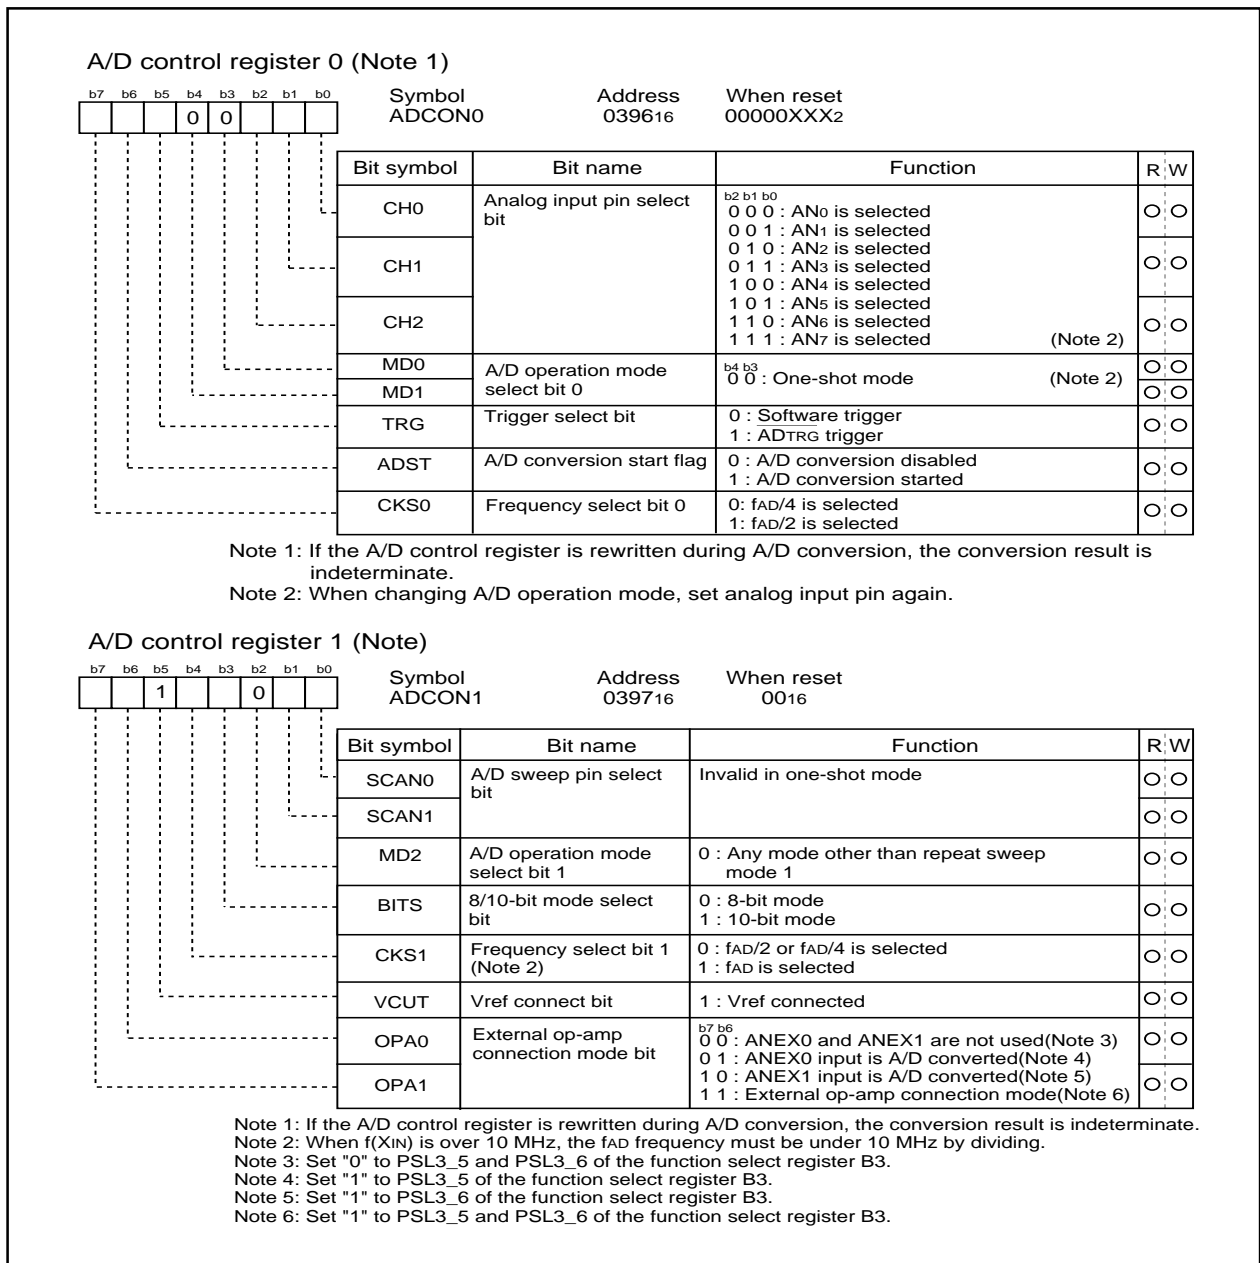 A/D control register 0 (Note 1)
b7 b6 b5 b4 b3 b2 b1 b0
0 0
Symbol Address When reset
ADCON0 039616 00000XXX2
Bit symbol Bit name Function R W
CH0 Analog input pin select bit
b2 b1 b0
0 0 0 : AN0 is selected
0 0 1 : AN1 is selected
0 1 0 : AN2 is selected
CH1 0 1 1 : AN3 is selected
1 0 0 : AN4 is selected
1 0 1 : AN5 is selected
CH2 1 1 0 : AN6 is selected
1 1 1 : AN7 is selected (Note 2)
MD0 A/D operation mode
MD1 select bit 0
b4 b3
0 0 : One-shot mode (Note 2)
TRG Trigger select bit 0 : Software trigger
1 : ADTRG trigger
ADST A/D conversion start flag 0 : A/D conversion disabled
1 : A/D conversion started
CKS0 Frequency select bit 0 0: fAD/4 is selected
1: fAD/2 is selected
Note 1: If the A/D control register is rewritten during A/D conversion, the conversion result is
indeterminate.
Note 2: When changing A/D operation mode, set analog input pin again.
A/D control register 1 (Note)
b7 b6 b5 b4 b3 b2 b1 b0
1 0
Symbol Address When reset
ADCON1 039716 0016
Bit symbol Bit name Function R W
SCAN0 A/D sweep pin select bit Invalid in one-shot mode
SCAN1
MD2 A/D operation mode select bit 1 0 : Any mode other than repeat sweep
mode 1
BITS 8/10-bit mode select bit 0 : 8-bit mode
1 : 10-bit mode
CKS1 Frequency select bit 1 (Note 2) 0 : fAD/2 or fAD/4 is selected
1 : fAD is selected
VCUT Vref connect bit 1 : Vref connected
OPA0 External op-amp connection mode bit
b7 b6
0 0 : ANEX0 and ANEX1 are not used(Note 3)
0 1 : ANEX0 input is A/D converted(Note 4)
OPA1 1 0 : ANEX1 input is A/D converted(Note 5)
1 1 : External op-amp connection mode(Note 6)
Note 1: If the A/D control register is rewritten during A/D conversion, the conversion result is indeterminate.
Note 2: When f(XIN) is over 10 MHz, the fAD frequency must be under 10 MHz by dividing.
Note 3: Set "0" to PSL3_5 and PSL3_6 of the function select register B3.
Note 4: Set "1" to PSL3_5 of the function select register B3.
Note 5: Set "1" to PSL3_6 of the function select register B3.
Note 6: Set "1" to PSL3_5 and PSL3_6 of the function select register B3.